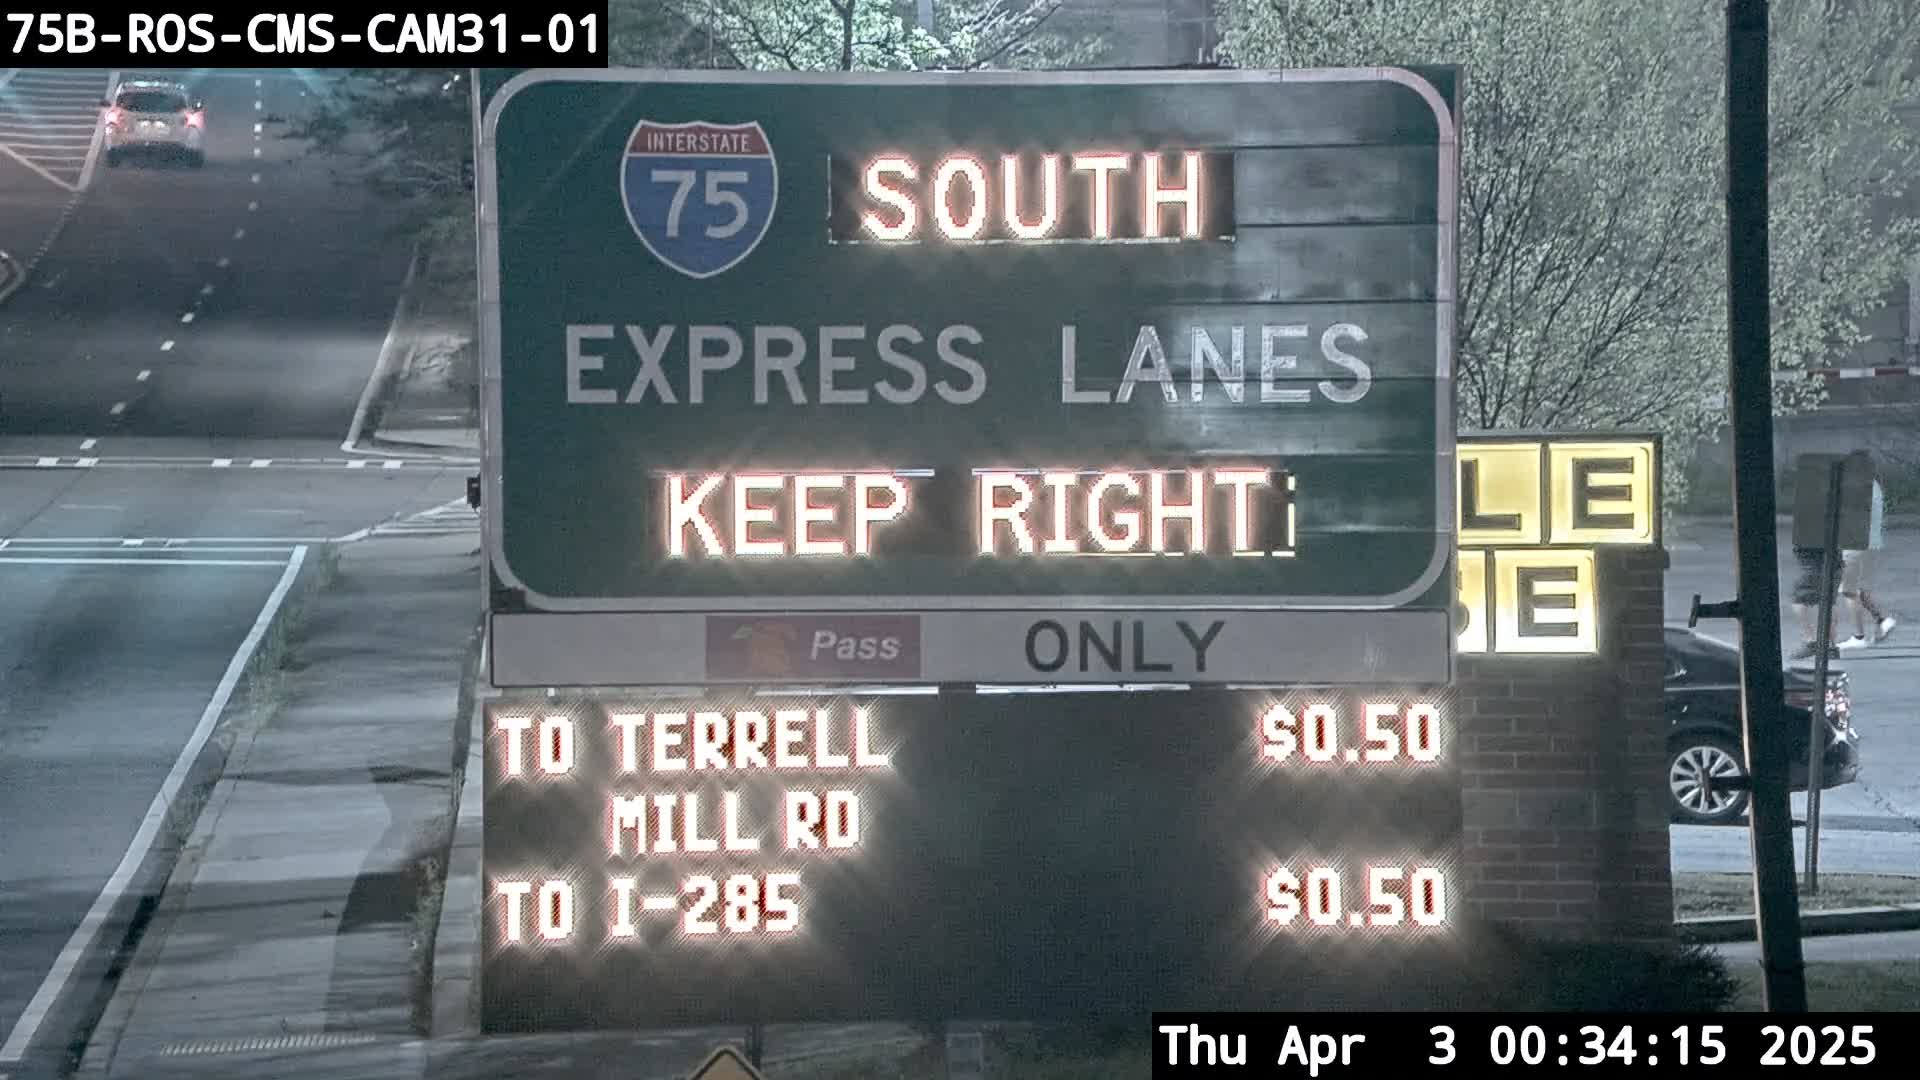 75B-ROS-CMS-CAM31-01
INTERSTATE
75
SOUTH
EXPRESS LANES
KEEP RIGHT
Pass ONLY
TO TERRELL $0.50
MILL RD
TO I-285 $0.50
LE
E
Thu Apr 3 00:34:15 2025